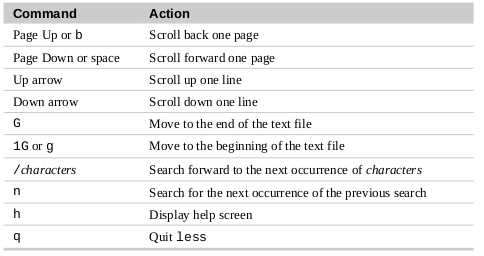 Command Action
Page Up or b Scroll back one page
Page Down or space Scroll forward one page
Up arrow Scroll up one line
Down arrow Scroll down one line
G Move to the end of the text file
1G or g Move to the beginning of the text file
/characters Search forward to the next occurrence of characters
n Search for the next occurrence of the previous search
h Display help screen
q Quit less